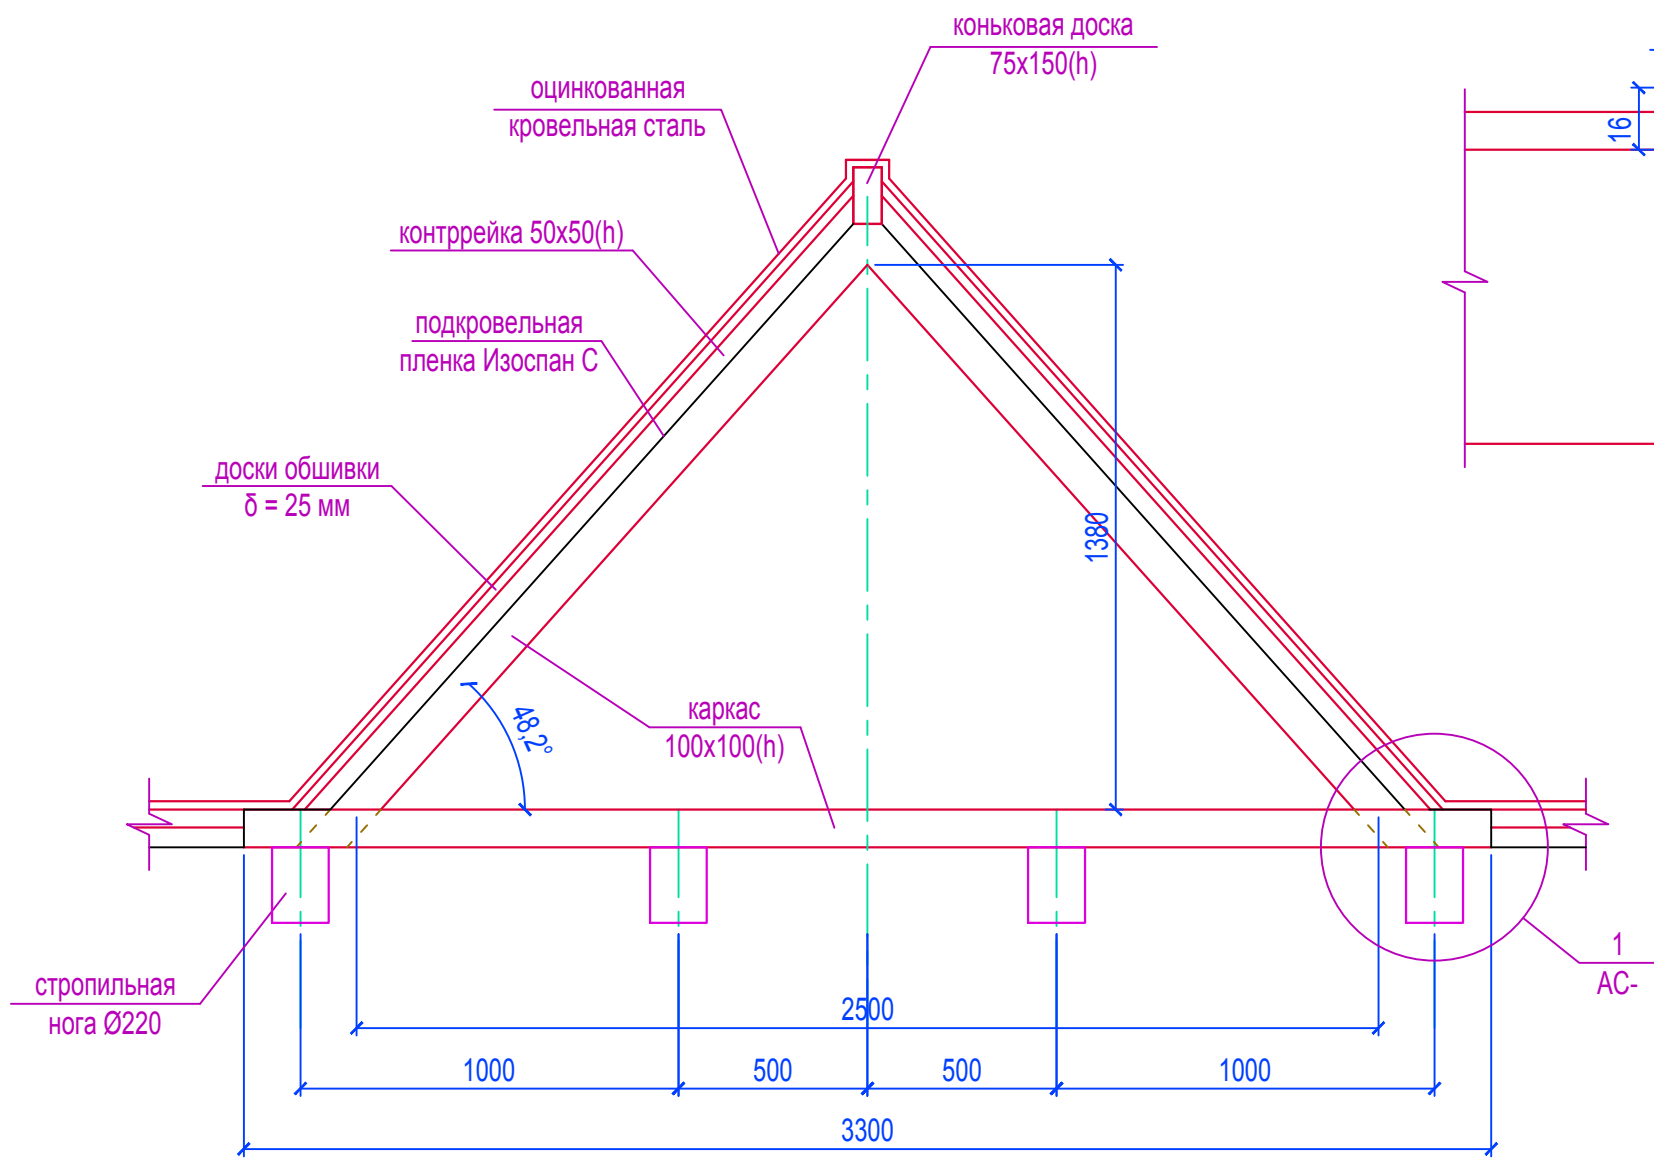 коньковая доска
75х150(h)
оцинкованная
кровельная сталь
16
контррейка 50х50(h)
подкровельная
пленка Изоспан С
доски обшивки
δ = 25 мм
1380
48,2°
каркас
100х100(h)
стропильная
нога Ø220
1
АС-
2500
1000
500
500
1000
3300